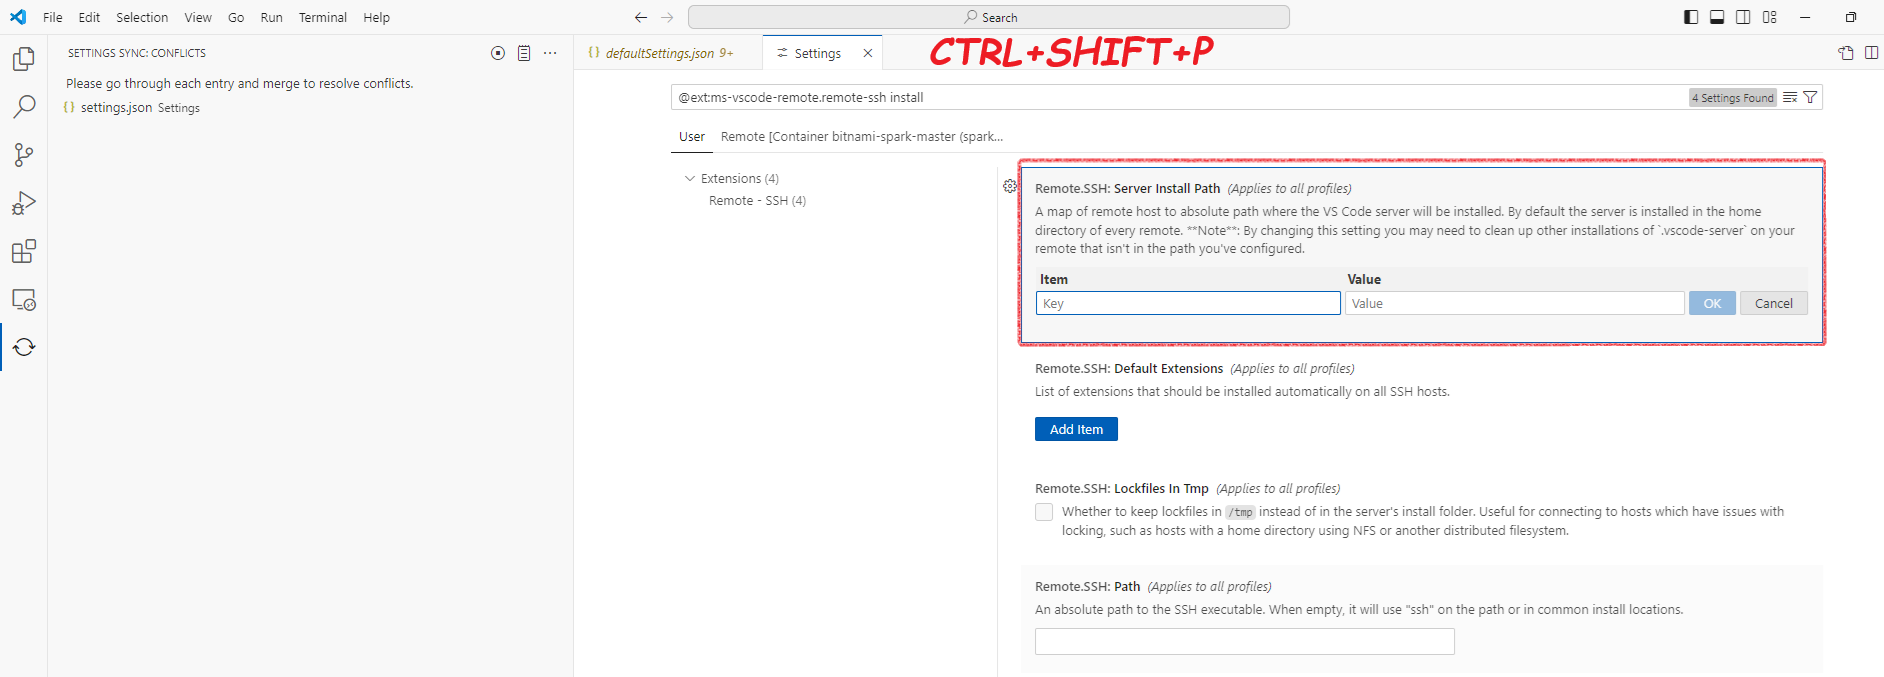 File Edit Selection View Go Run Terminal Help
Search
SETTINGS SYNC: CONFLICTS
Please go through each entry and merge to resolve conflicts.
{} settings.json Settings
{} defaultSettings.json 9+
Settings
CTRL+SHIFT+P
@ext:ms-vscode-remote.remote-ssh install
4 Settings Found
User Remote [Container bitnami-spark-master (spark...
Extensions (4)
Remote - SSH (4)
Remote.SSH: Server Install Path (Applies to all profiles)
A map of remote host to absolute path where the VS Code server will be installed. By default the server is installed in the home
directory of every remote. **Note**: By changing this setting you may need to clean up other installations of `.vscode-server` on your
remote that isn't in the path you've configured.
Item Value
Key Value OK Cancel
Remote.SSH: Default Extensions (Applies to all profiles)
List of extensions that should be installed automatically on all SSH hosts.
Add Item
Remote.SSH: Lockfiles In Tmp (Applies to all profiles)
Whether to keep lockfiles in /tmp instead of in the server's install folder. Useful for connecting to hosts which have issues with
locking, such as hosts with a home directory using NFS or another distributed filesystem.
Remote.SSH: Path (Applies to all profiles)
An absolute path to the SSH executable. When empty, it will use "ssh" on the path or in common install locations.